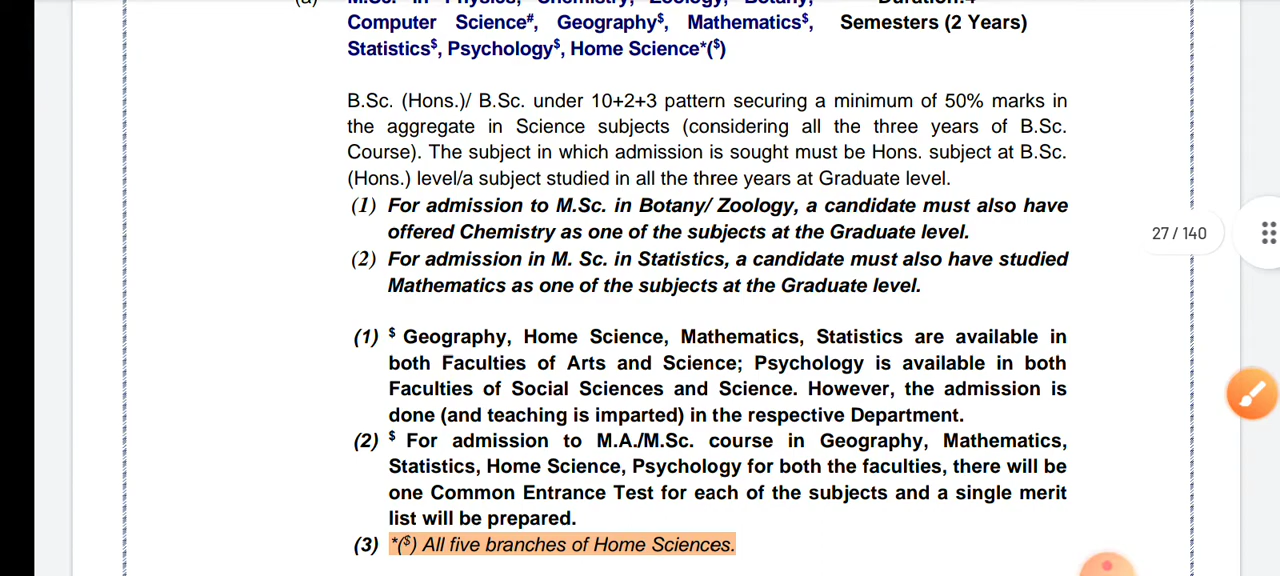 (a) M.Sc. in Physics, Chemistry, Zoology, Botany, Duration:4
Computer Science#, Geography$, Mathematics$, Semesters (2 Years)
Statistics$, Psychology$, Home Science*($)
B.Sc. (Hons.)/ B.Sc. under 10+2+3 pattern securing a minimum of 50% marks in
the aggregate in Science subjects (considering all the three years of B.Sc.
Course). The subject in which admission is sought must be Hons. subject at B.Sc.
(Hons.) level/a subject studied in all the three years at Graduate level.
(1) For admission to M.Sc. in Botany/ Zoology, a candidate must also have
offered Chemistry as one of the subjects at the Graduate level.
(2) For admission in M. Sc. in Statistics, a candidate must also have studied
Mathematics as one of the subjects at the Graduate level.
27 / 140
(1) $ Geography, Home Science, Mathematics, Statistics are available in
both Faculties of Arts and Science; Psychology is available in both
Faculties of Social Sciences and Science. However, the admission is
done (and teaching is imparted) in the respective Department.
(2) $ For admission to M.A./M.Sc. course in Geography, Mathematics,
Statistics, Home Science, Psychology for both the faculties, there will be
one Common Entrance Test for each of the subjects and a single merit
list will be prepared.
(3) *($) All five branches of Home Sciences.